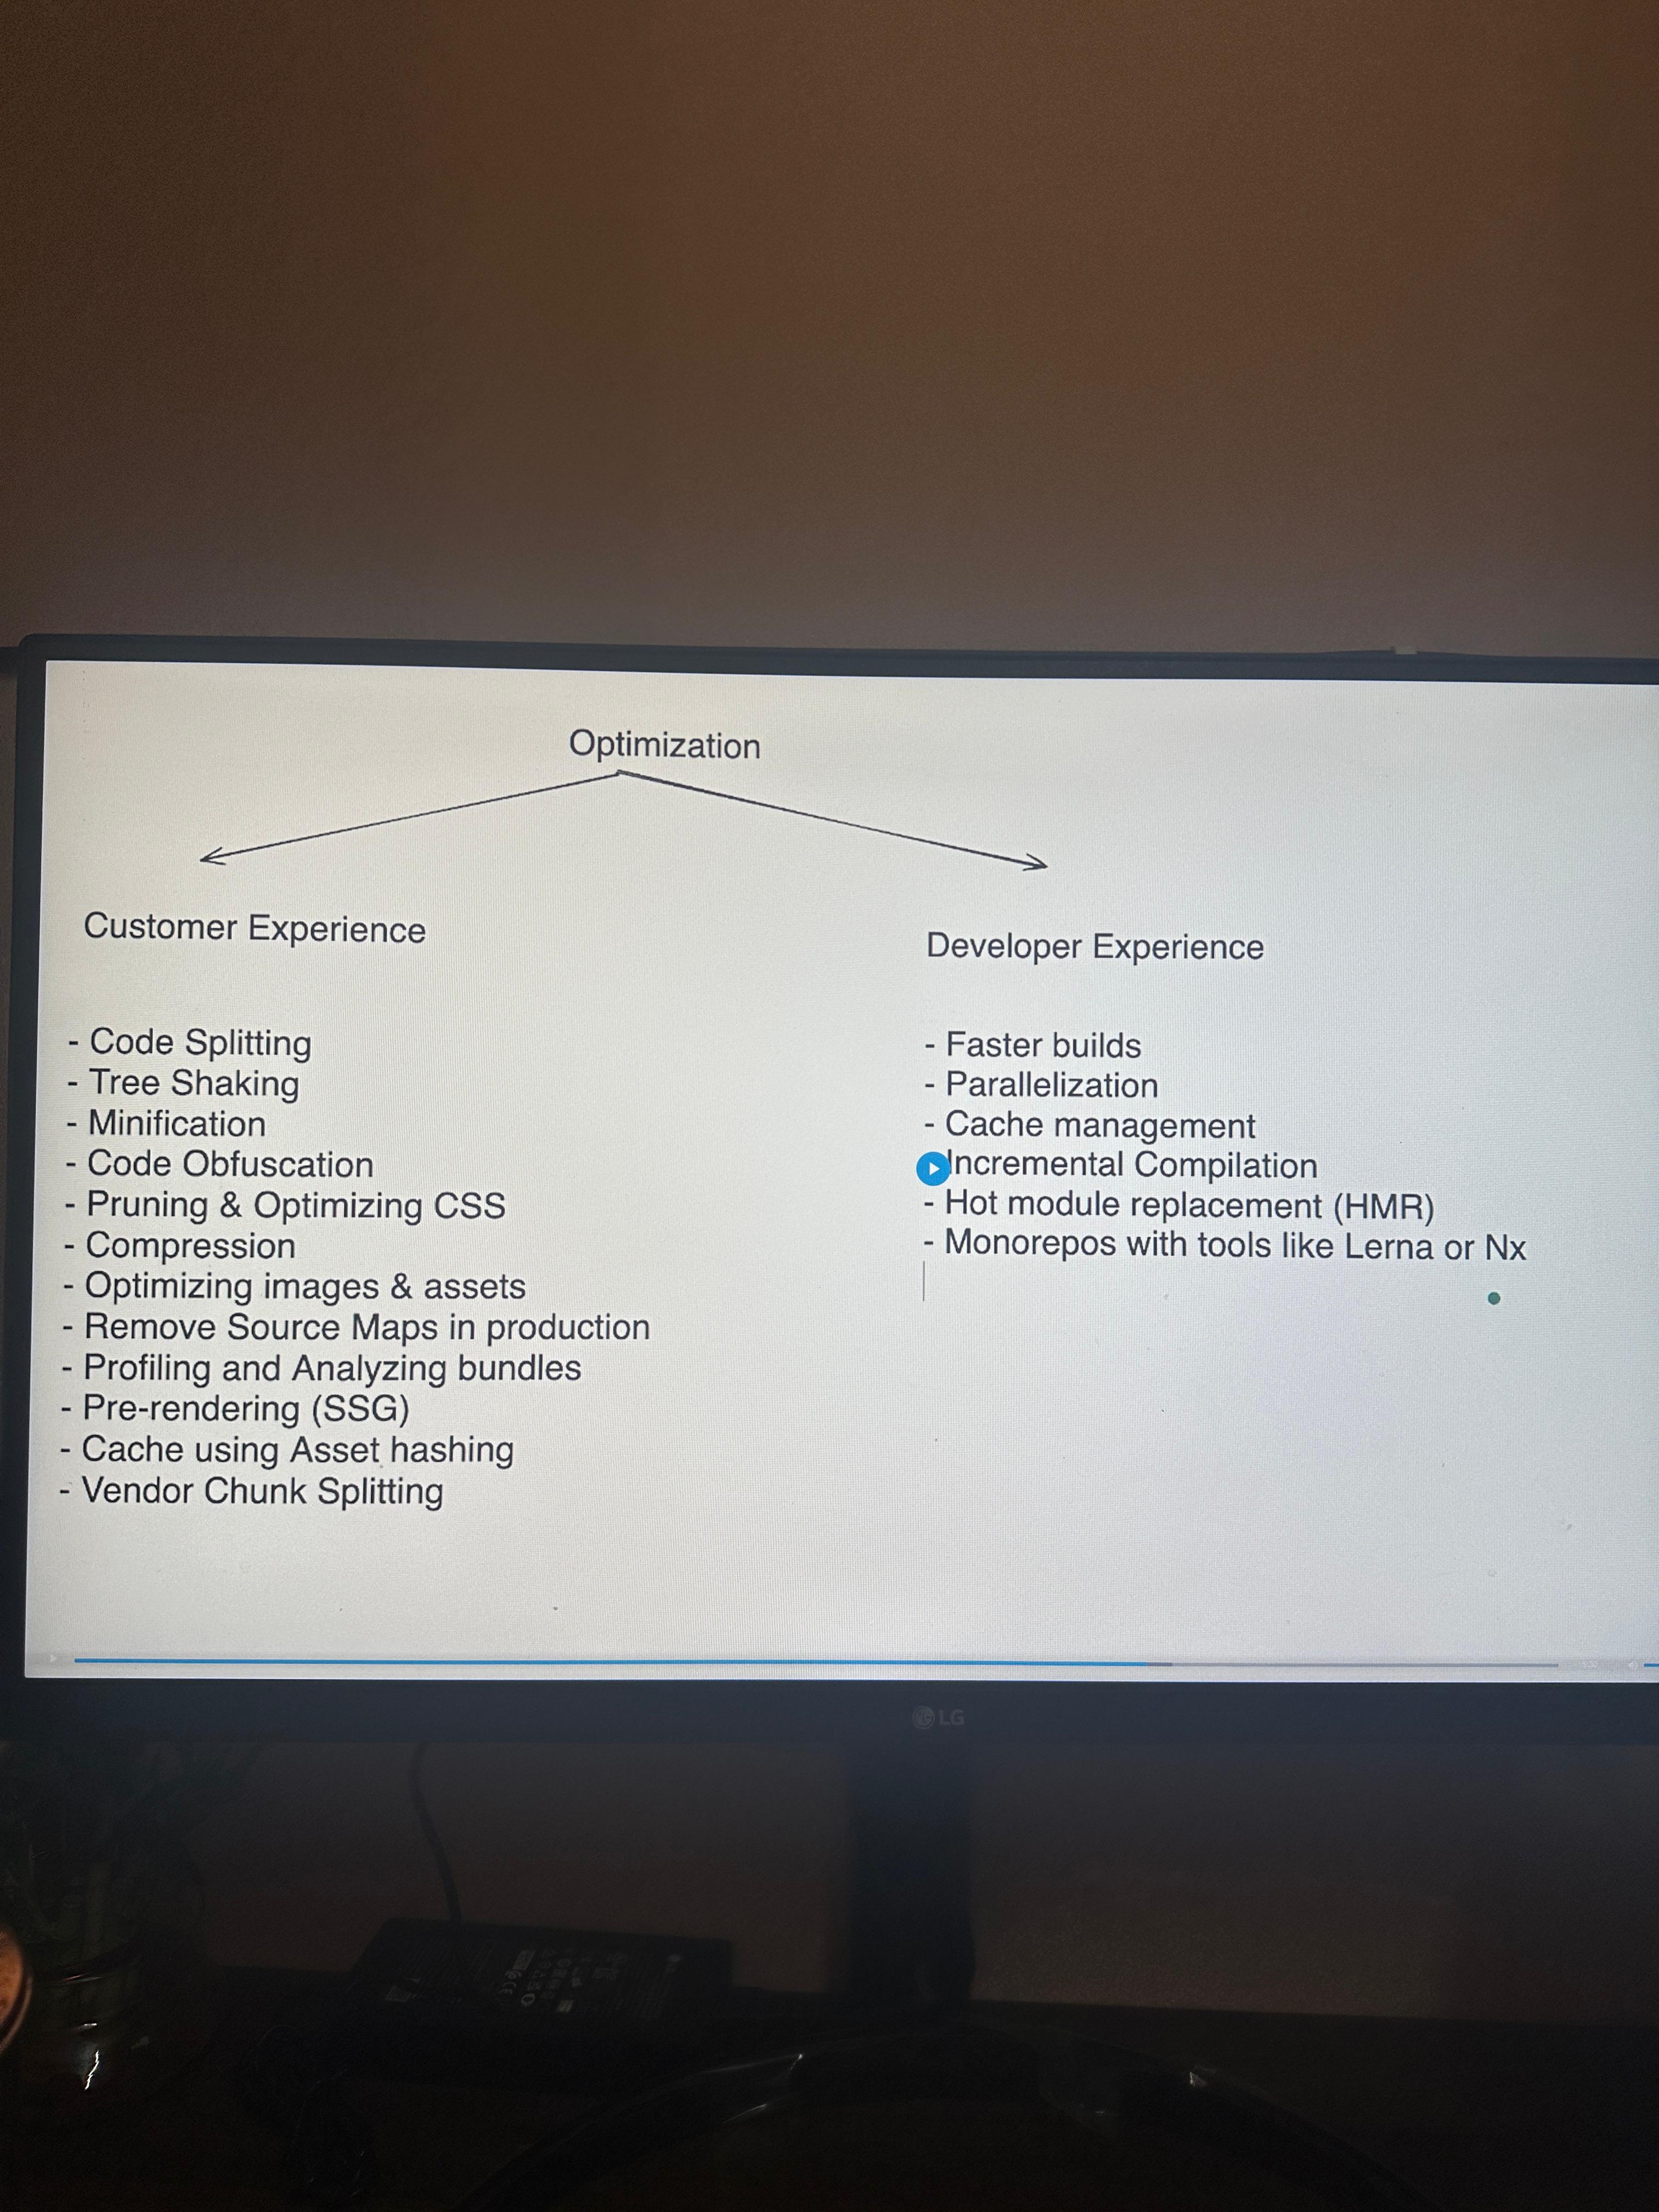 Optimization
Customer Experience
- Code Splitting
- Tree Shaking
- Minification
- Code Obfuscation
- Pruning & Optimizing CSS
- Compression
- Optimizing images & assets
- Remove Source Maps in production
- Profiling and Analyzing bundles
- Pre-rendering (SSG)
- Cache using Asset hashing
- Vendor Chunk Splitting
Developer Experience
- Faster builds
- Parallelization
- Cache management
Incremental Compilation
- Hot module replacement (HMR)
- Monorepos with tools like Lerna or Nx
LG